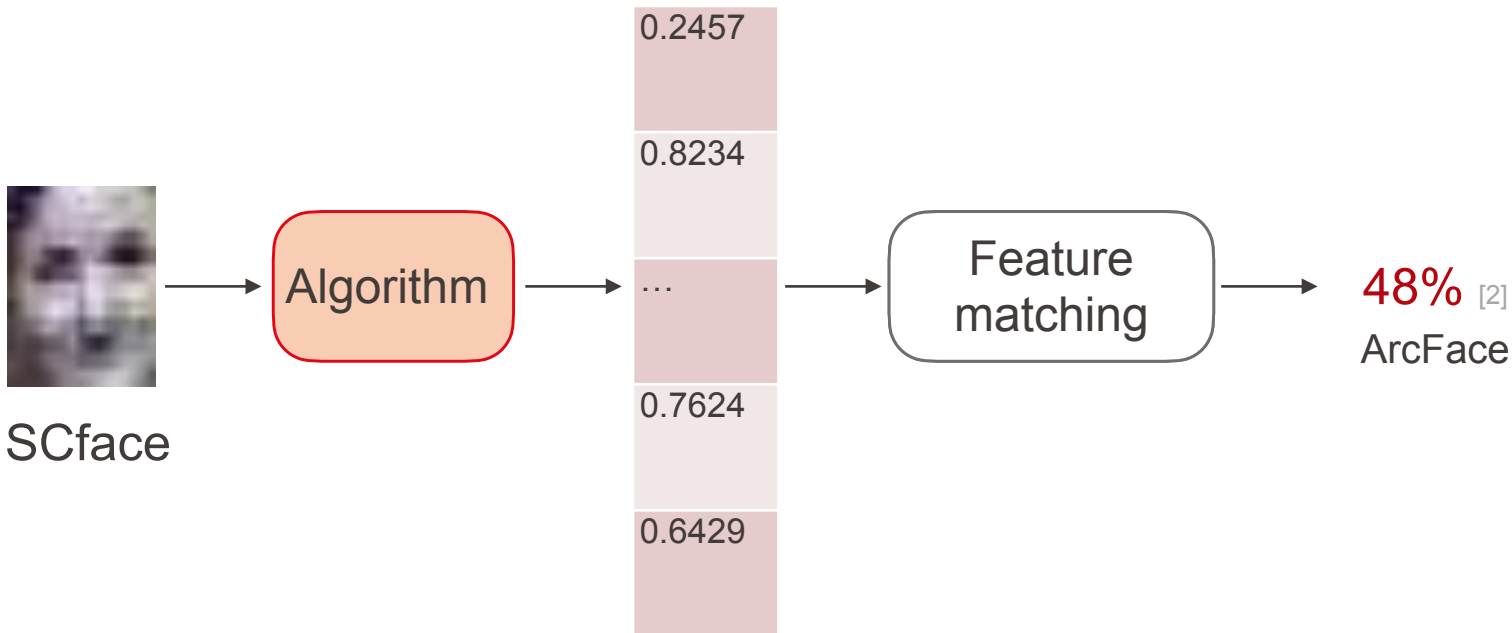 SCface
Algorithm
0.2457
0.8234
…
0.7624
0.6429
Feature
matching
48% [2]
ArcFace